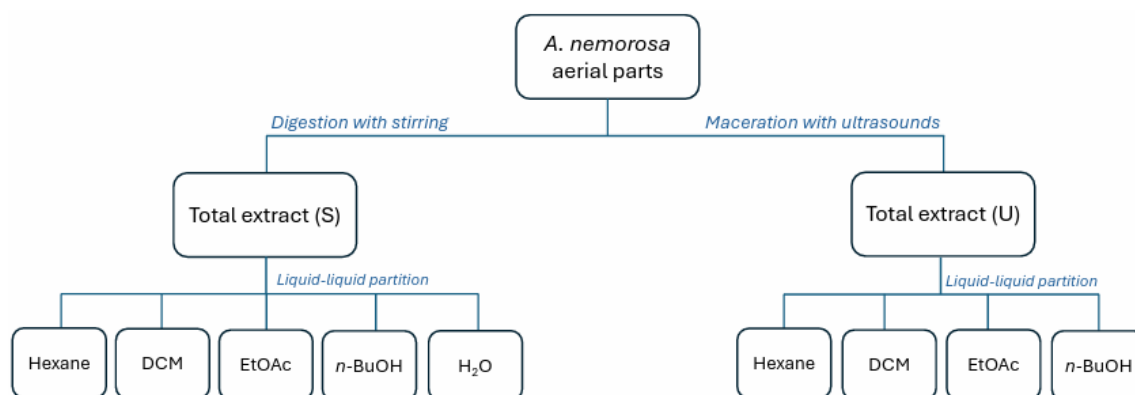 A. nemorosa
aerial parts
Digestion with stirring
Maceration with ultrasounds
Total extract (S)
Total extract (U)
Liquid-liquid partition
Liquid-liquid partition
Hexane
DCM
EtOAc
n-BuOH
H₂O
Hexane
DCM
EtOAc
n-BuOH